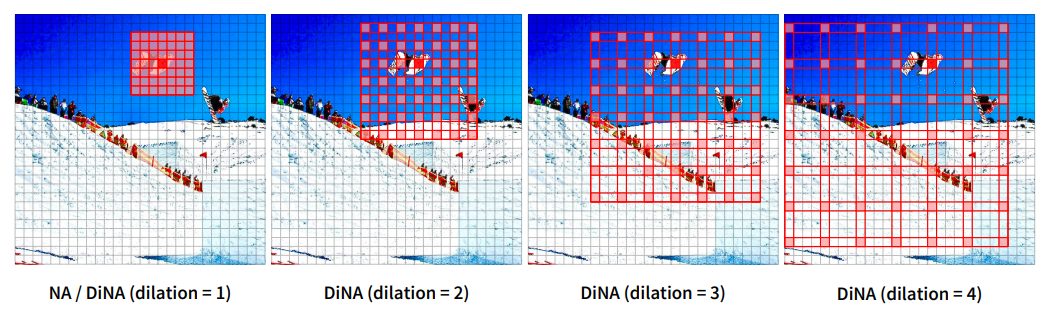 NA / DiNA (dilation = 1)
DiNA (dilation = 2)
DiNA (dilation = 3)
DiNA (dilation = 4)